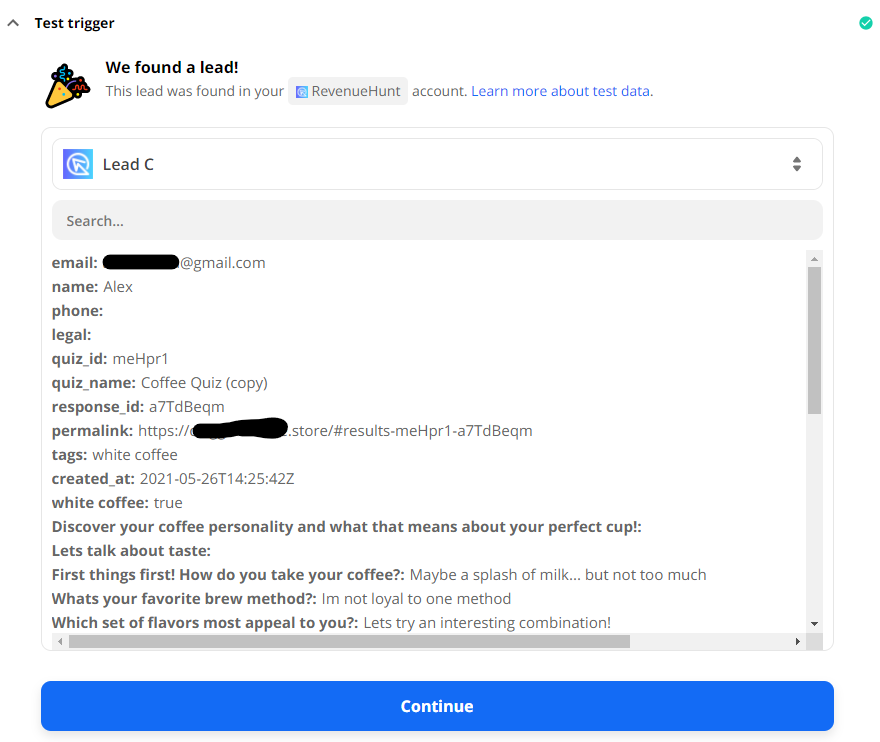 Test trigger
We found a lead!
This lead was found in your RevenueHunt account. Learn more about test data.
Lead C
Search...
email: @gmail.com
name: Alex
phone:
legal:
quiz_id: meHpr1
quiz_name: Coffee Quiz (copy)
response_id: a7TdBeqm
permalink: https:// .store/#results-meHpr1-a7TdBeqm
tags: white coffee
created_at: 2021-05-26T14:25:42Z
white coffee: true
Discover your coffee personality and what that means about your perfect cup!:
Lets talk about taste:
First things first! How do you take your coffee?: Maybe a splash of milk... but not too much
Whats your favorite brew method?: Im not loyal to one method
Which set of flavors most appeal to you?: Lets try an interesting combination!
Continue